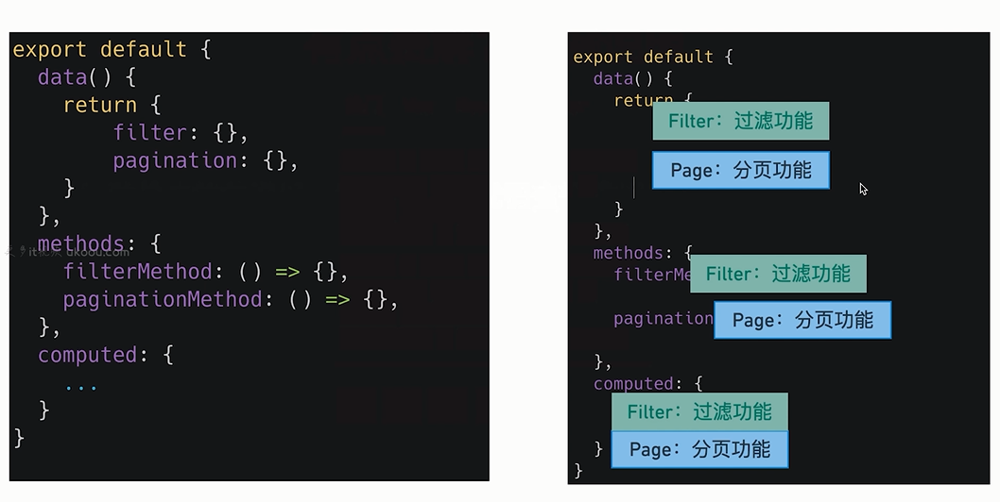 export default {
data() {
return {
filter: {},
pagination: {},
}
},
methods: {
filterMethod: () => {},
paginationMethod: () => {},
},
computed: {
...
}
}
export default {
data() {
return {
Filter: 过滤功能
Page: 分页功能
}
},
methods: {
filterMe
Filter: 过滤功能
pagination
Page: 分页功能
},
computed: {
Filter: 过滤功能
Page: 分页功能
}
}